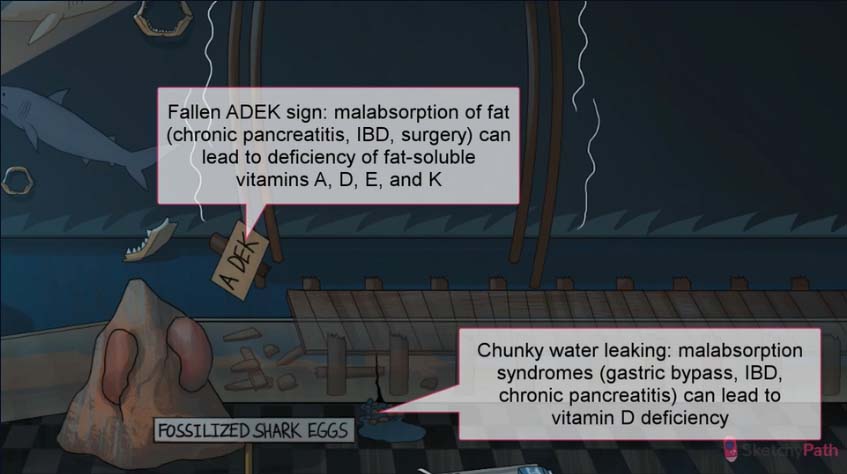 Fallen ADEK sign: malabsorption of fat
(chronic pancreatitis, IBD, surgery) can
lead to deficiency of fat-soluble
vitamins A, D, E, and K
A DEK
Chunky water leaking: malabsorption
syndromes (gastric bypass, IBD,
chronic pancreatitis) can lead to
vitamin D deficiency
FOSSILIZED SHARK EGGS
SketchyPath